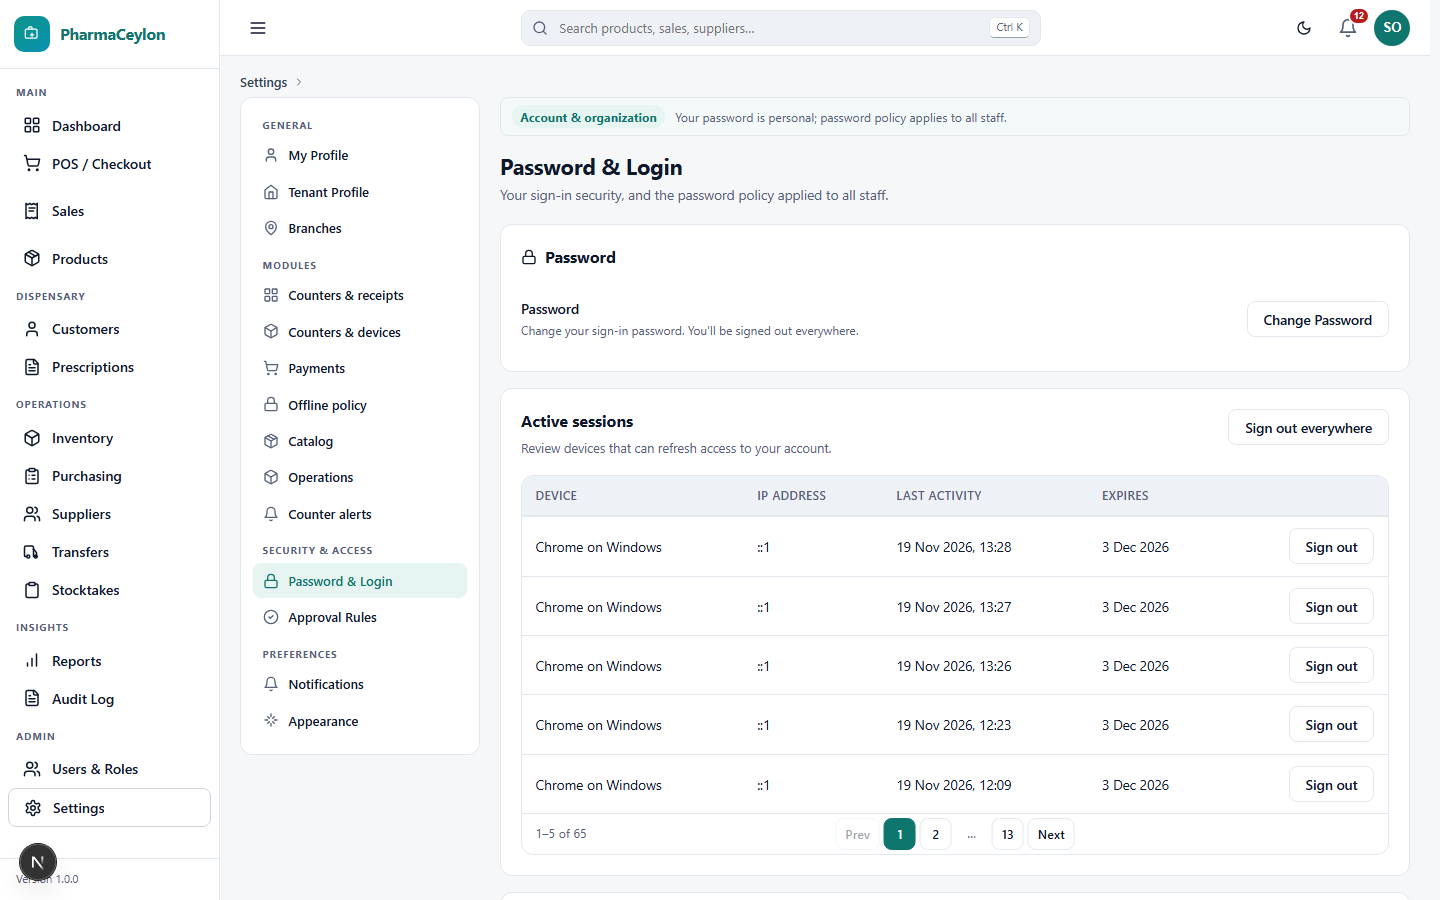 PharmaCeylon
MAIN
Dashboard
POS / Checkout
Sales
Products
DISPENSARY
Customers
Prescriptions
OPERATIONS
Inventory
Purchasing
Suppliers
Transfers
Stocktakes
INSIGHTS
Reports
Audit Log
ADMIN
Users & Roles
Settings
N
Version 1.0.0
Search products, sales, suppliers...
Ctrl K
12
SO
Settings
GENERAL
My Profile
Tenant Profile
Branches
MODULES
Counters & receipts
Counters & devices
Payments
Offline policy
Catalog
Operations
Counter alerts
SECURITY & ACCESS
Password & Login
Approval Rules
PREFERENCES
Notifications
Appearance
Account & organization Your password is personal; password policy applies to all staff.
Password & Login
Your sign-in security, and the password policy applied to all staff.
Password
Password
Change your sign-in password. You'll be signed out everywhere.
Change Password
Active sessions
Review devices that can refresh access to your account.
Sign out everywhere
DEVICE IP ADDRESS LAST ACTIVITY EXPIRES
Chrome on Windows ::1 19 Nov 2026, 13:28 3 Dec 2026 Sign out
Chrome on Windows ::1 19 Nov 2026, 13:27 3 Dec 2026 Sign out
Chrome on Windows ::1 19 Nov 2026, 13:26 3 Dec 2026 Sign out
Chrome on Windows ::1 19 Nov 2026, 12:23 3 Dec 2026 Sign out
Chrome on Windows ::1 19 Nov 2026, 12:09 3 Dec 2026 Sign out
1–5 of 65 Prev 1 2 ... 13 Next